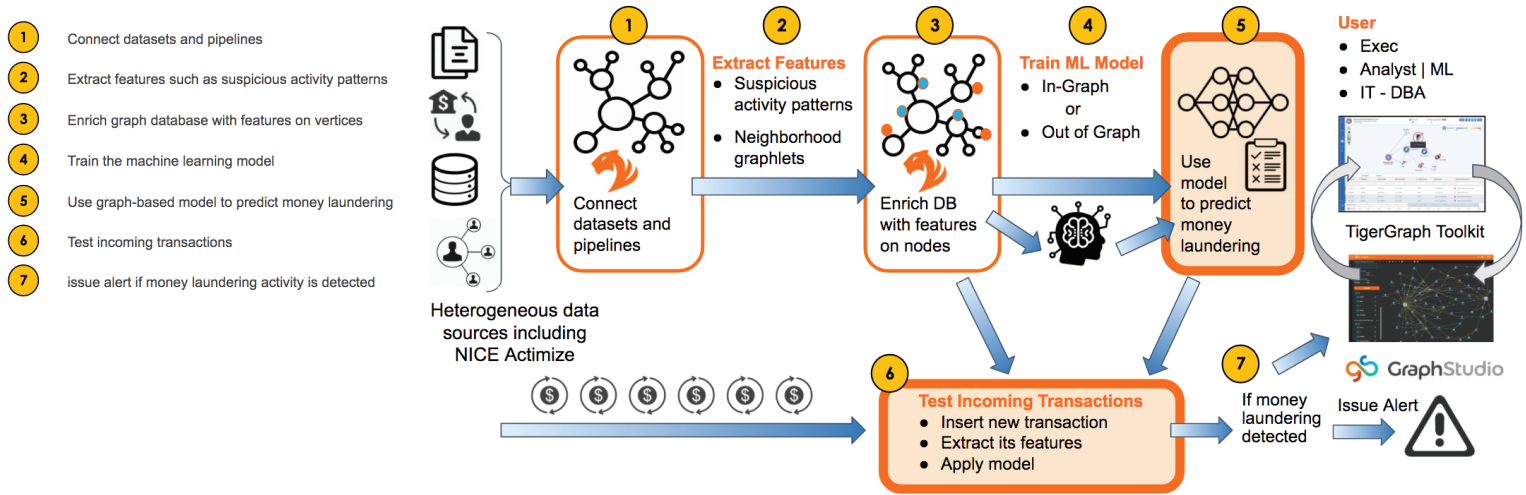 1 Connect datasets and pipelines
2 Extract features such as suspicious activity patterns
3 Enrich graph database with features on vertices
4 Train the machine learning model
5 Use graph-based model to predict money laundering
6 Test incoming transactions
7 issue alert if money laundering activity is detected
Heterogeneous data
sources including
NICE Actimize
1
Connect
datasets and
pipelines
2
Extract Features
● Suspicious
activity patterns
● Neighborhood
graphlets
3
Enrich DB
with features
on nodes
4
Train ML Model
● In-Graph
or
● Out of Graph
5
Use
model
to predict
money
laundering
User
● Exec
● Analyst | ML
● IT - DBA
TigerGraph Toolkit
GraphStudio
$ $ $ $ $ $
6
Test Incoming Transactions
● Insert new transaction
● Extract its features
● Apply model
7
If money
laundering
detected
Issue Alert